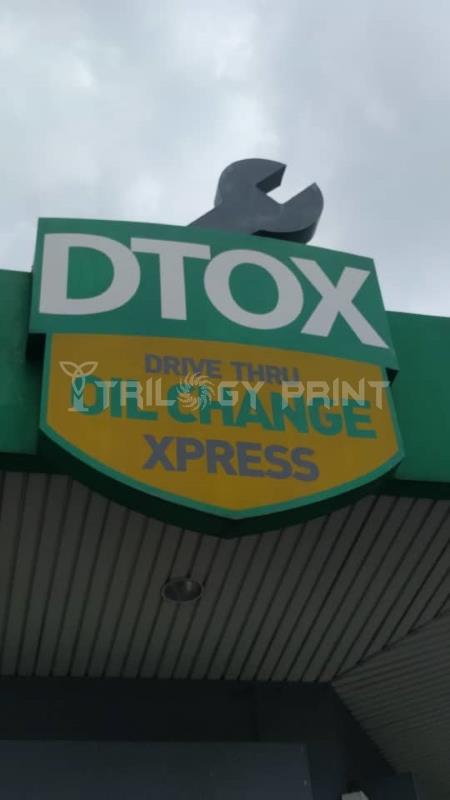 DTOX
DRIVE THRU
OIL CHANGE
XPRESS
TRILOGY PRINT